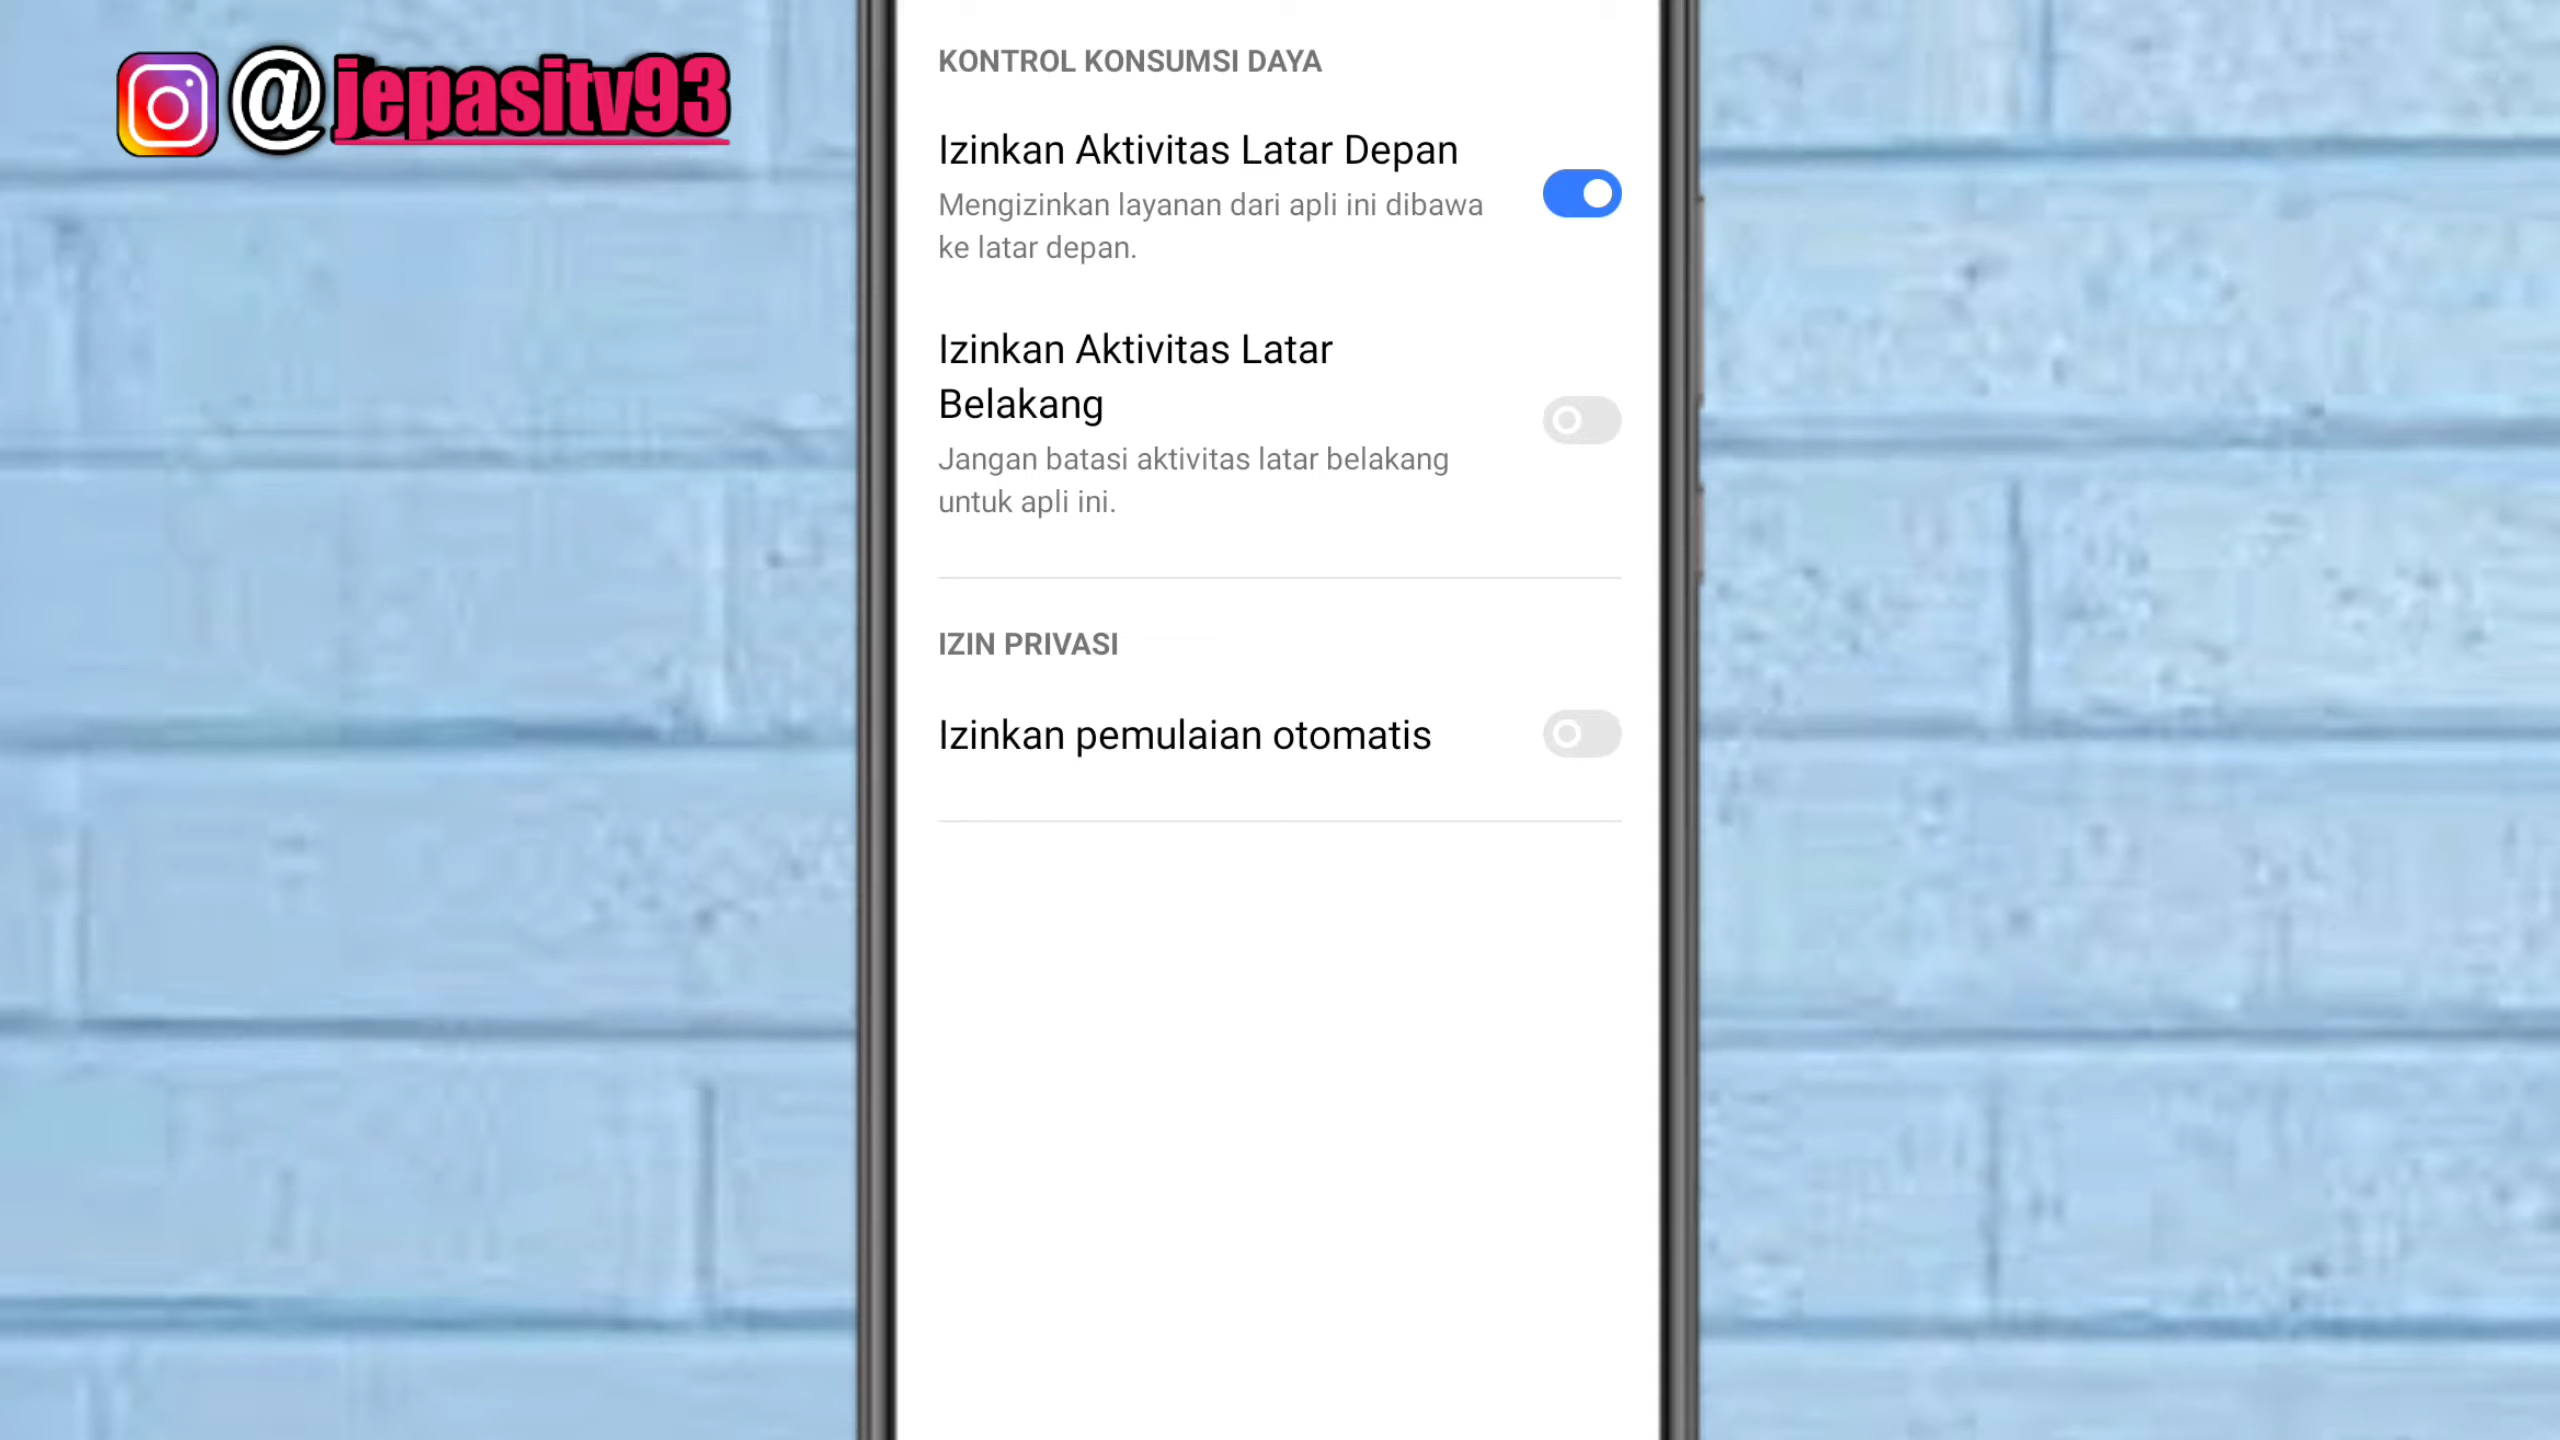 @jepasitv93
KONTROL KONSUMSI DAYA
Izinkan Aktivitas Latar Depan
Mengizinkan layanan dari apli ini dibawa
ke latar depan.
Izinkan Aktivitas Latar
Belakang
Jangan batasi aktivitas latar belakang
untuk apli ini.
IZIN PRIVASI
Izinkan pemulaian otomatis